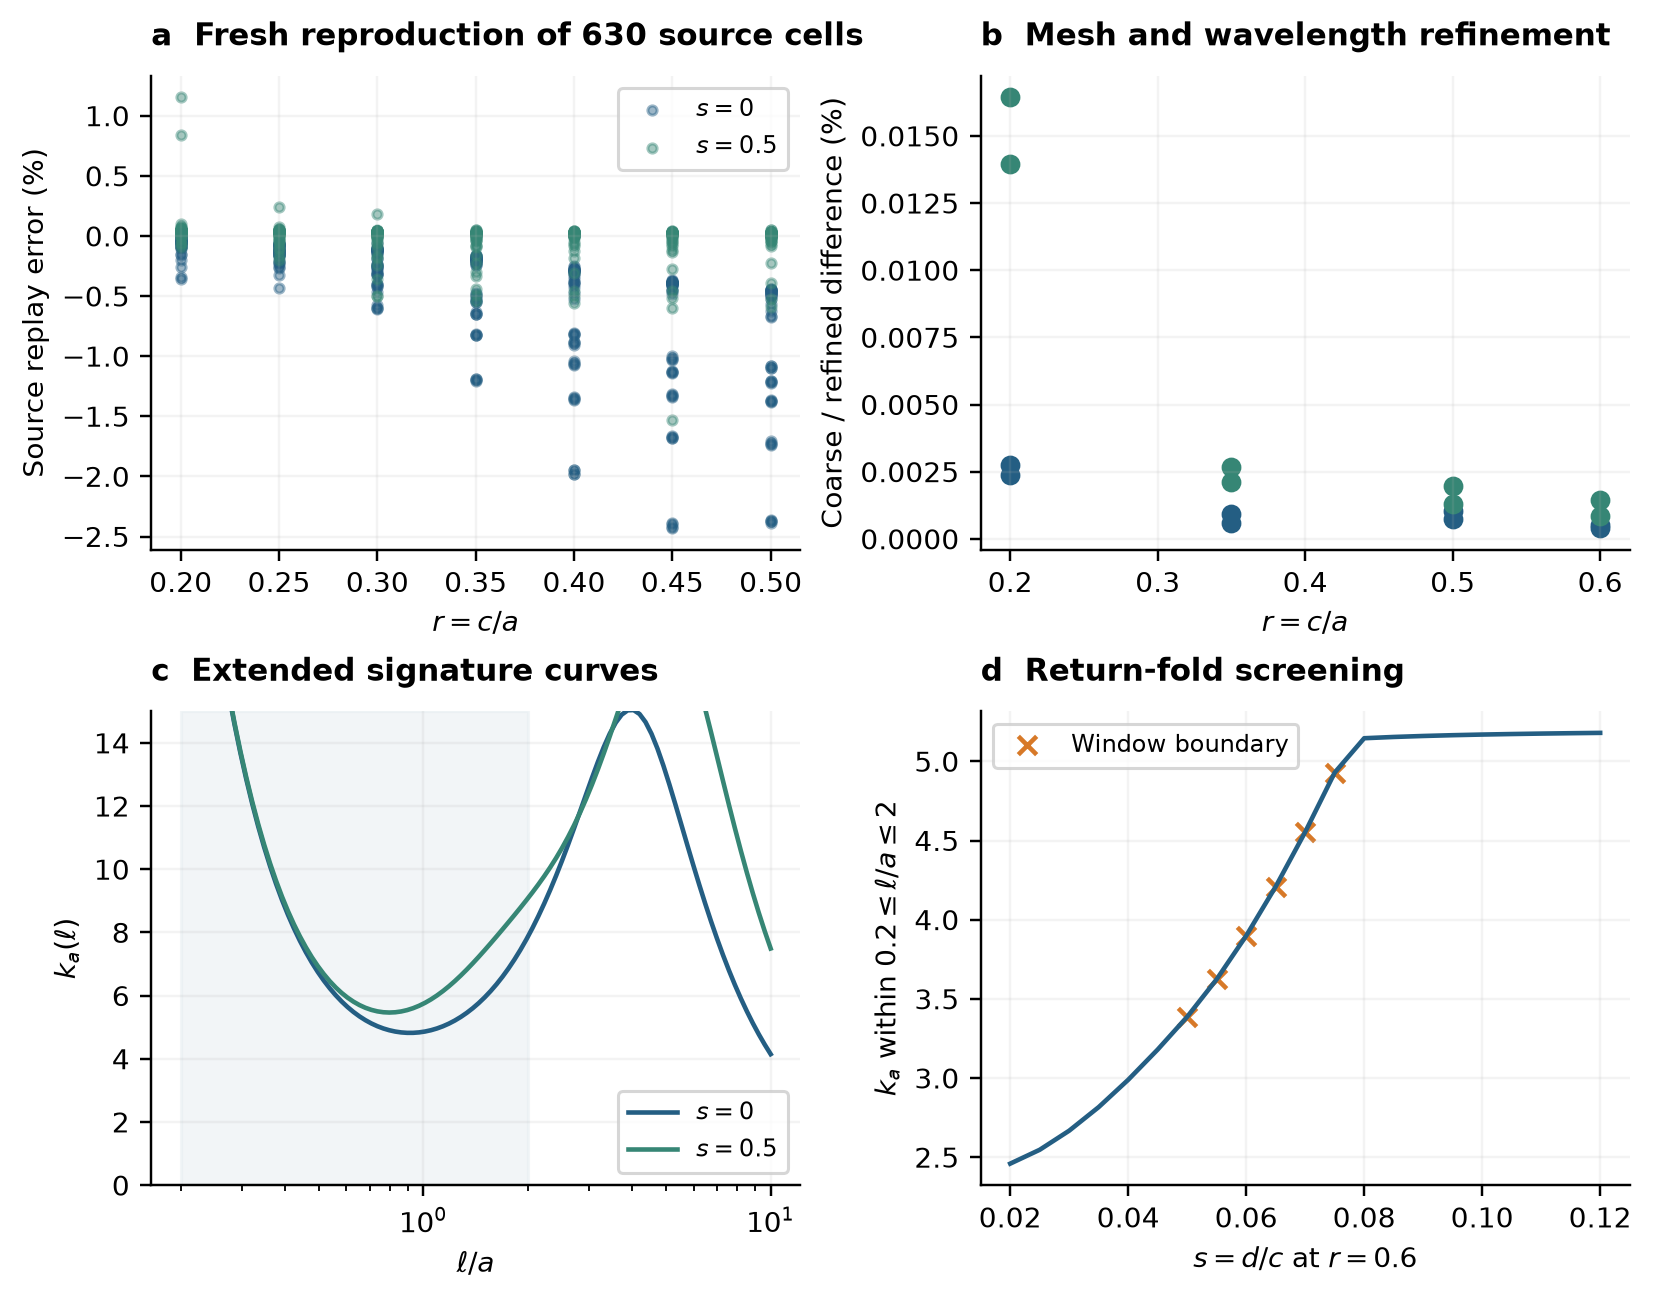 a Fresh reproduction of 630 source cells
Source replay error (%)
1.0
0.5
0.0
−0.5
−1.0
−1.5
−2.0
−2.5
s = 0
s = 0.5
0.20 0.25 0.30 0.35 0.40 0.45 0.50
r = c/a
b Mesh and wavelength refinement
Coarse / refined difference (%)
0.0150
0.0125
0.0100
0.0075
0.0050
0.0025
0.0000
0.2 0.3 0.4 0.5 0.6
r = c/a
c Extended signature curves
kₐ(ℓ)
14
12
10
8
6
4
2
0
s = 0
s = 0.5
10⁰ 10¹
ℓ/a
d Return-fold screening
kₐ within 0.2 ≤ ℓ/a ≤ 2
Window boundary
5.0
4.5
4.0
3.5
3.0
2.5
0.02 0.04 0.06 0.08 0.10 0.12
s = d/c at r = 0.6